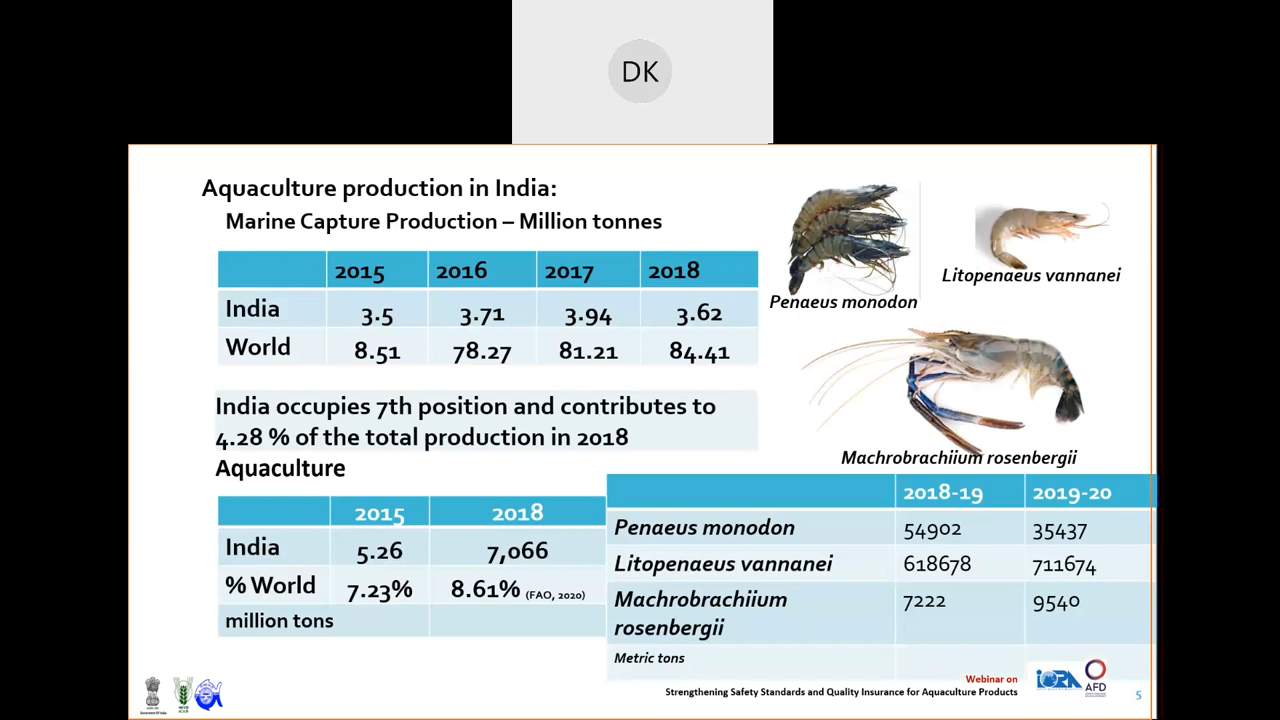 DK
Aquaculture production in India:
Marine Capture Production – Million tonnes
2015 2016 2017 2018
India 3.5 3.71 3.94 3.62
World 8.51 78.27 81.21 84.41
India occupies 7th position and contributes to
4.28 % of the total production in 2018
Aquaculture
2015 2018
India 5.26 7,066
% World 7.23% 8.61% (FAO, 2020)
million tons
Penaeus monodon
Litopenaeus vannanei
Machrobrachiium rosenbergii
2018-19 2019-20
Penaeus monodon 54902 35437
Litopenaeus vannanei 618678 711674
Machrobrachiium 7222 9540
rosenbergii
Metric tons
Webinar on
Strengthening Safety Standards and Quality Insurance for Aquaculture Products
iORA
AFD
5